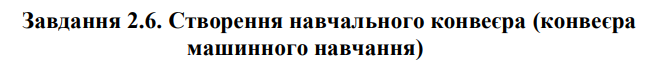 Завдання 2.6. Створення навчального конвеєра (конвеєра
машинного навчання)